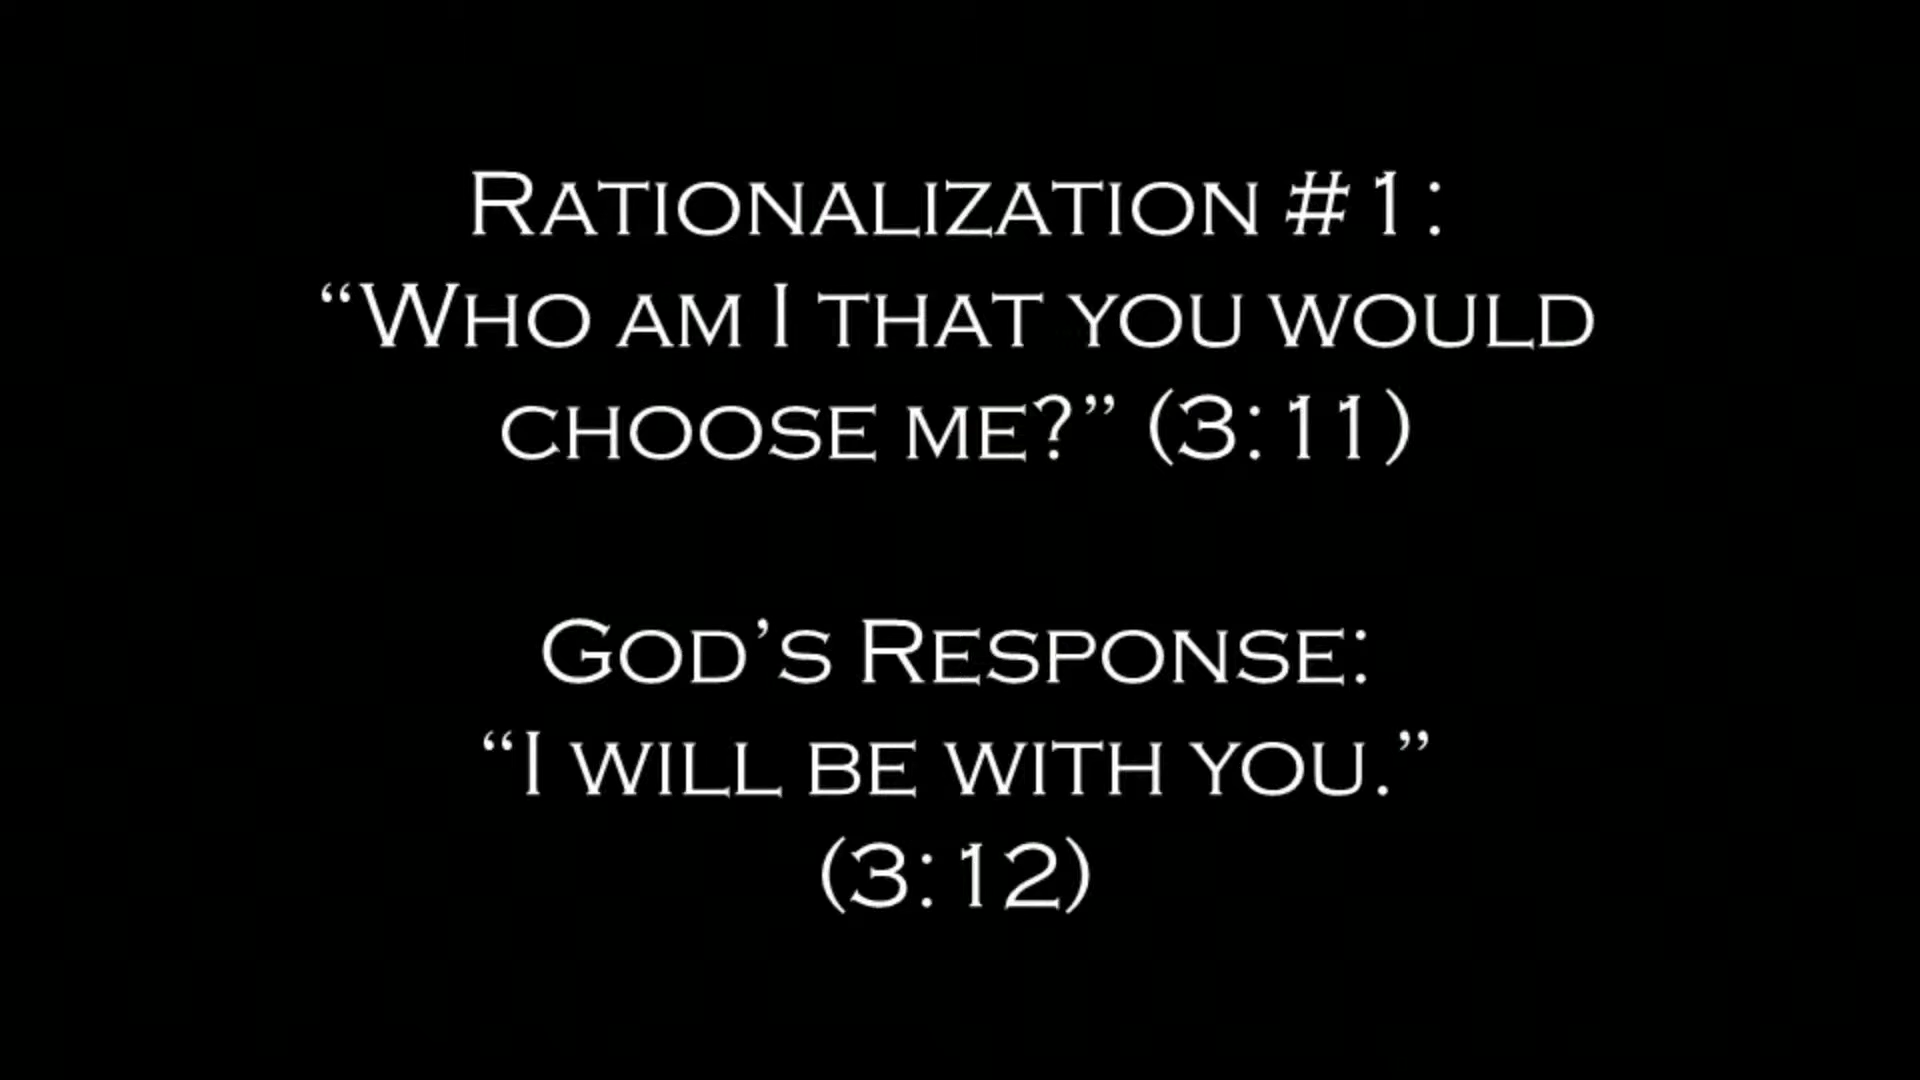 Rationalization #1:
“Who am I that you would
choose me?” (3:11)
God’s Response:
“I will be with you.”
(3:12)